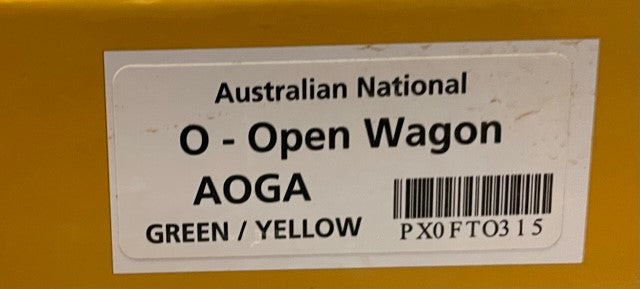 Australian National
O - Open Wagon
AOGA
GREEN / YELLOW
PX0FTO315